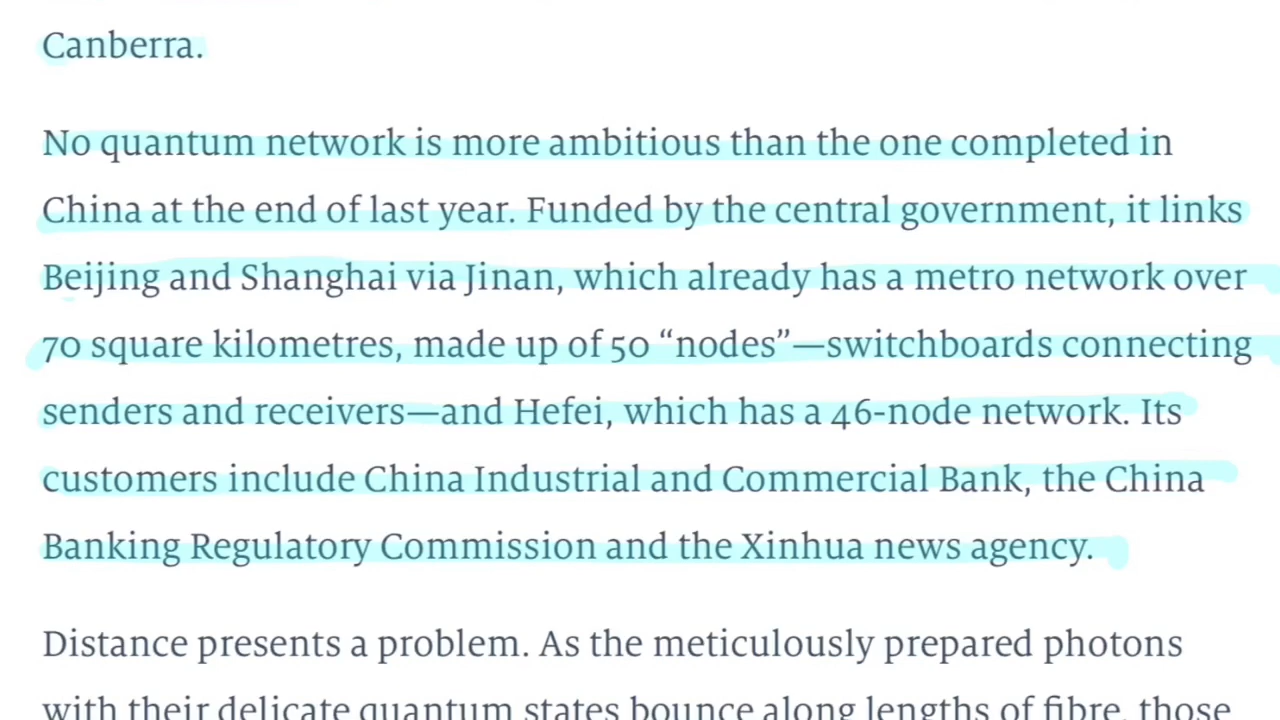 Canberra.
No quantum network is more ambitious than the one completed in
China at the end of last year. Funded by the central government, it links
Beijing and Shanghai via Jinan, which already has a metro network over
70 square kilometres, made up of 50 “nodes”—switchboards connecting
senders and receivers—and Hefei, which has a 46-node network. Its
customers include China Industrial and Commercial Bank, the China
Banking Regulatory Commission and the Xinhua news agency.
Distance presents a problem. As the meticulously prepared photons
with their delicate quantum states bounce along lengths of fibre, those